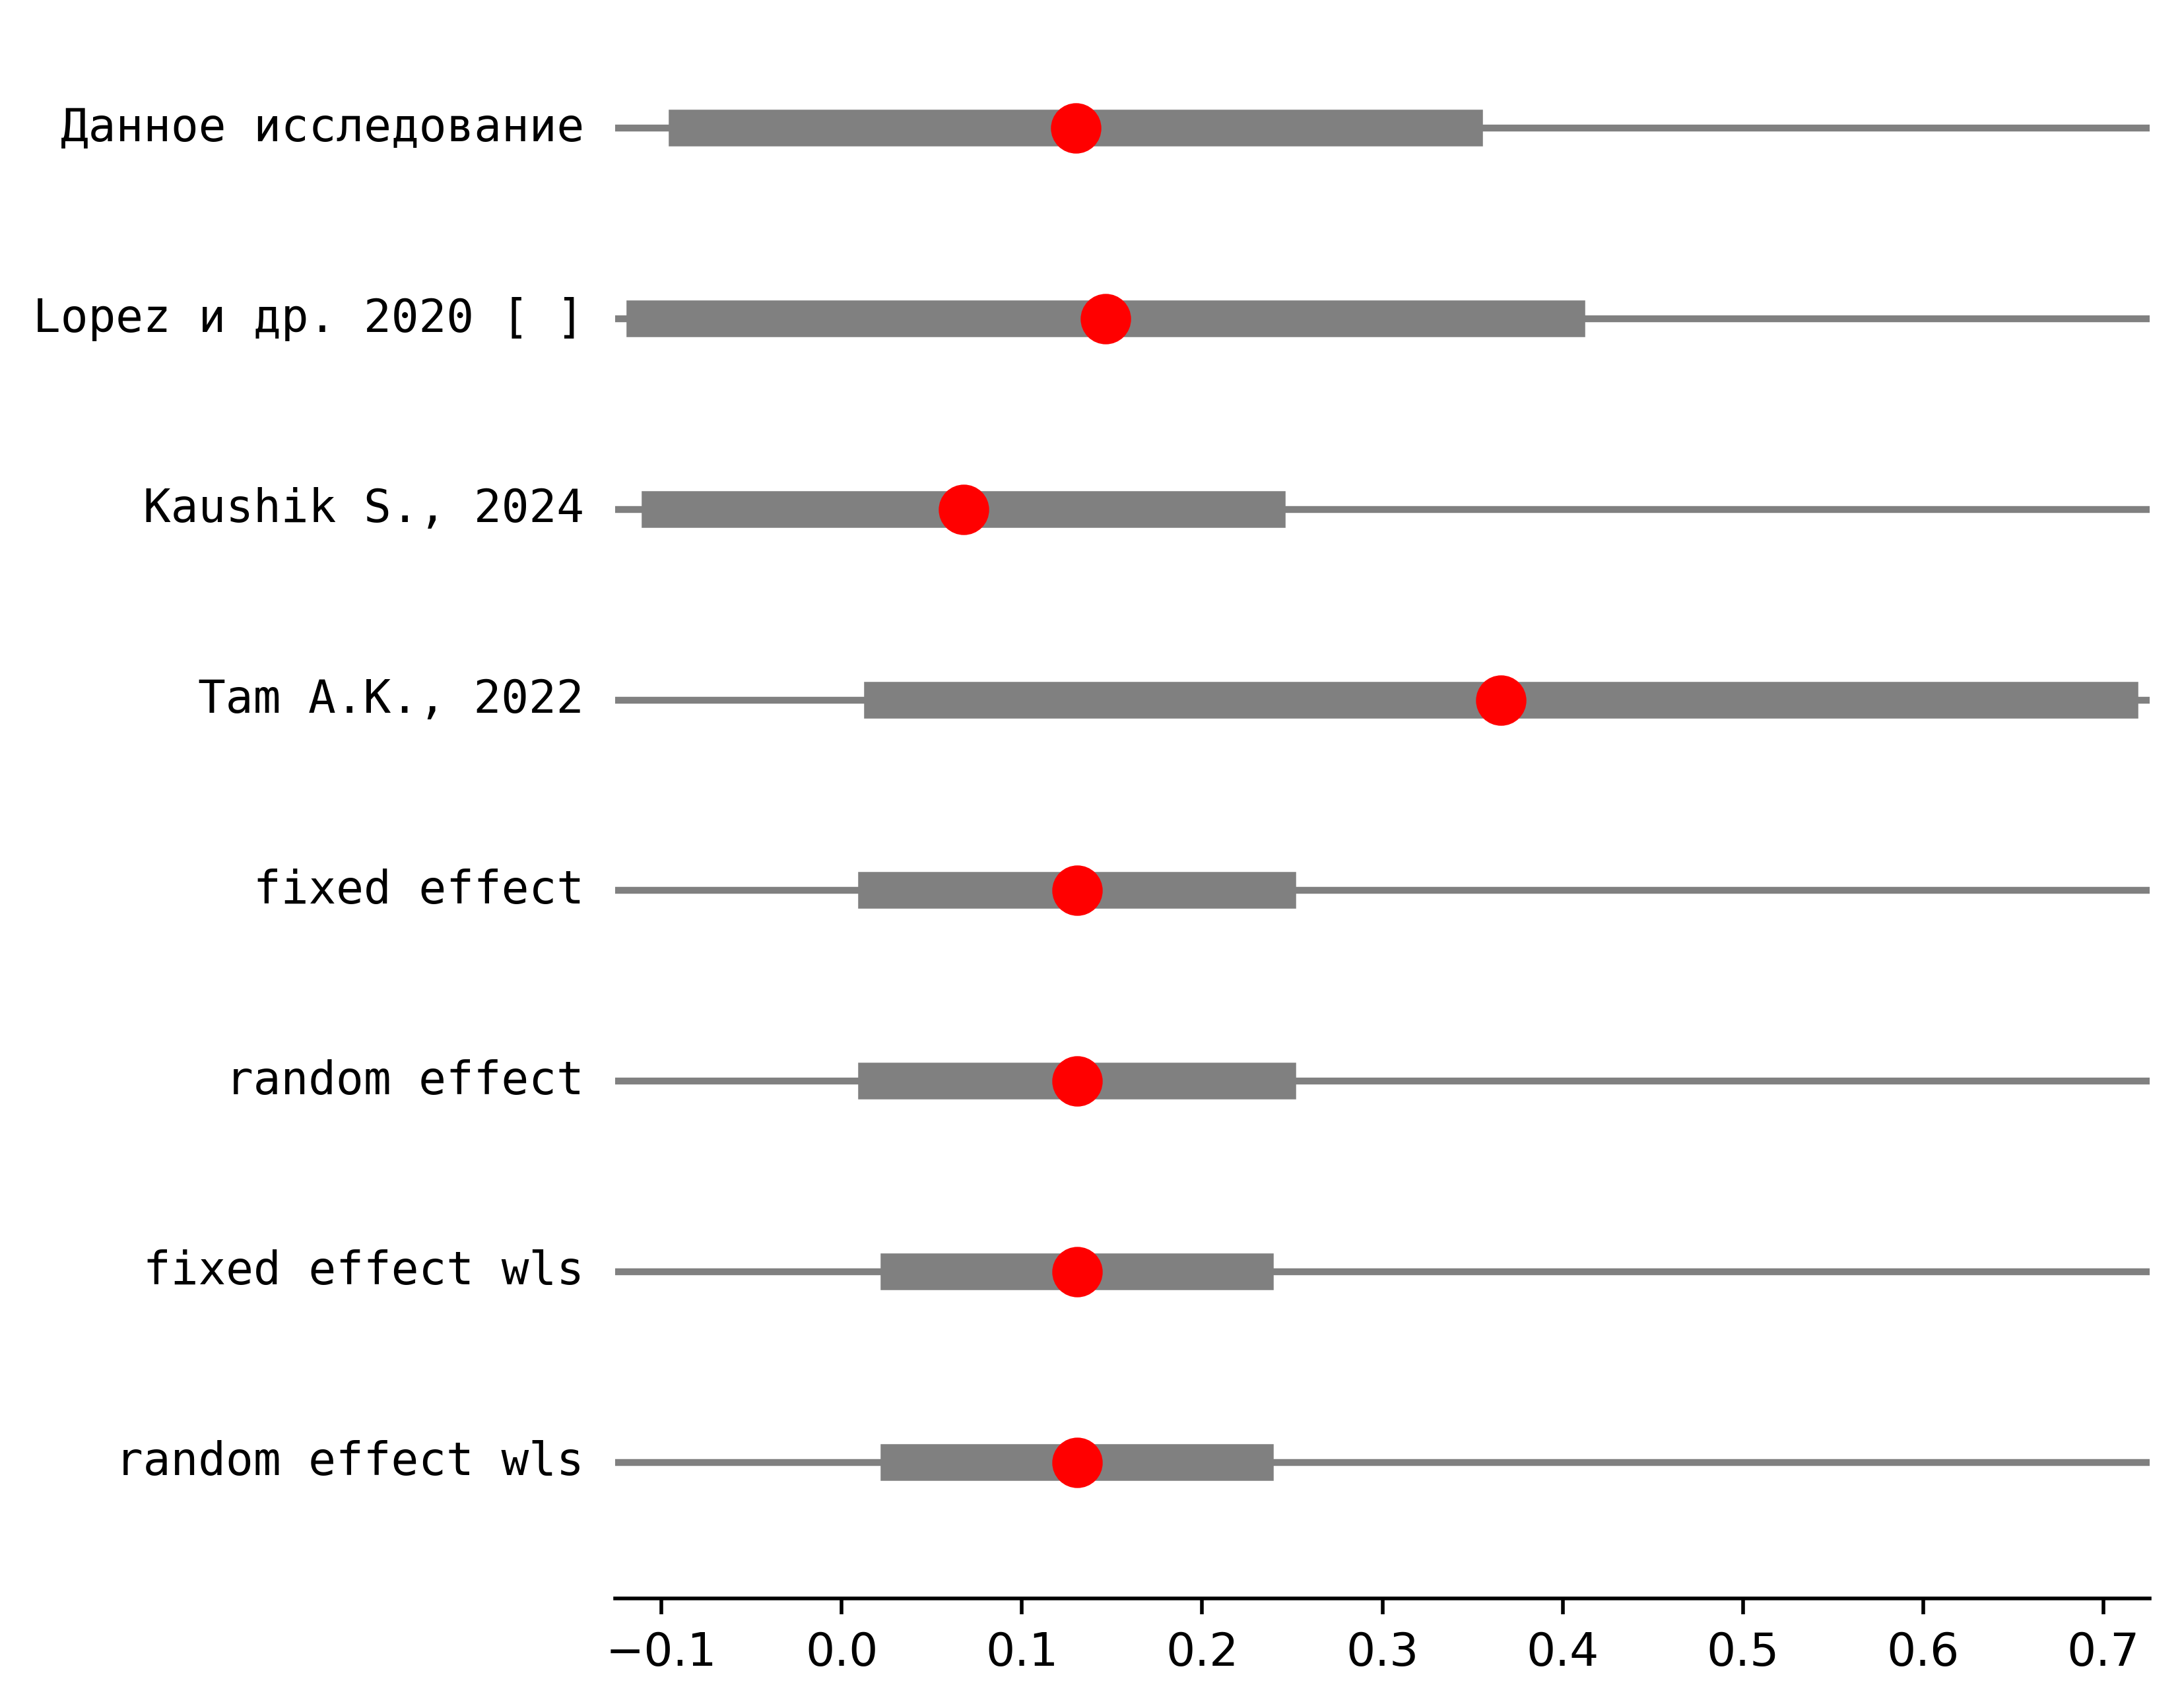 Данное исследование
Lopez и др. 2020 [ ]
Kaushik S., 2024
Tam A.K., 2022
fixed effect
random effect
fixed effect wls
random effect wls
−0.1 0.0 0.1 0.2 0.3 0.4 0.5 0.6 0.7